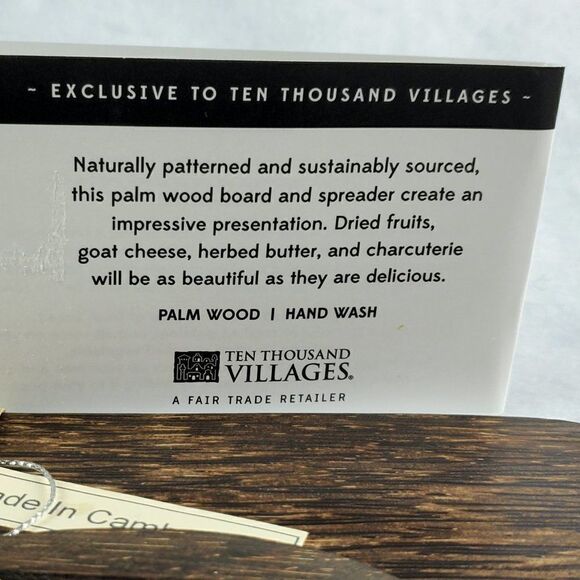 ~ EXCLUSIVE TO TEN THOUSAND VILLAGES ~
Naturally patterned and sustainably sourced,
this palm wood board and spreader create an
impressive presentation. Dried fruits,
goat cheese, herbed butter, and charcuterie
will be as beautiful as they are delicious.
PALM WOOD | HAND WASH
TEN THOUSAND
VILLAGES®
A FAIR TRADE RETAILER
In